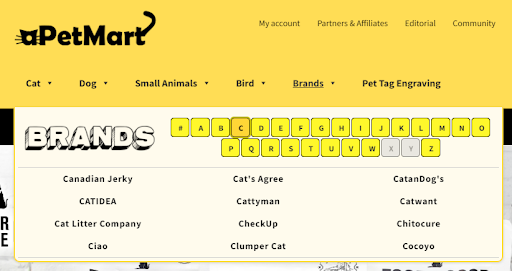 aPetMart
My account Partners & Affiliates Editorial Community
Cat Dog Small Animals Bird Brands Pet Tag Engraving
BRANDS
# A B C D E F G H I J K L M N O
P Q R S T U V W X Y Z
Canadian Jerky Cat's Agree CatanDog's
CATIDEA Cattyman Catwant
Cat Litter Company CheckUp Chitocure
Ciao Clumper Cat Cocoyo